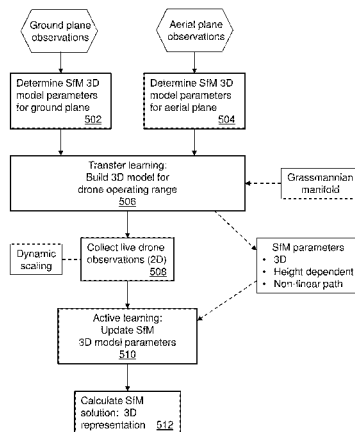 Ground plane
observations
Aerial plane
observations
Determine SfM 3D
model parameters
for ground plane
502
Determine SfM 3D
model parameters
for aerial plane
504
Transfer learning:
Build 3D model for
drone operating range
506
Grassmannian
manifold
Dynamic
scaling
Collect live drone
observations (2D)
508
SfM parameters
• 3D
• Height dependent
• Non-linear path
Active learning:
Update SfM
3D model parameters
510
Calculate SfM
solution: 3D
representation 512